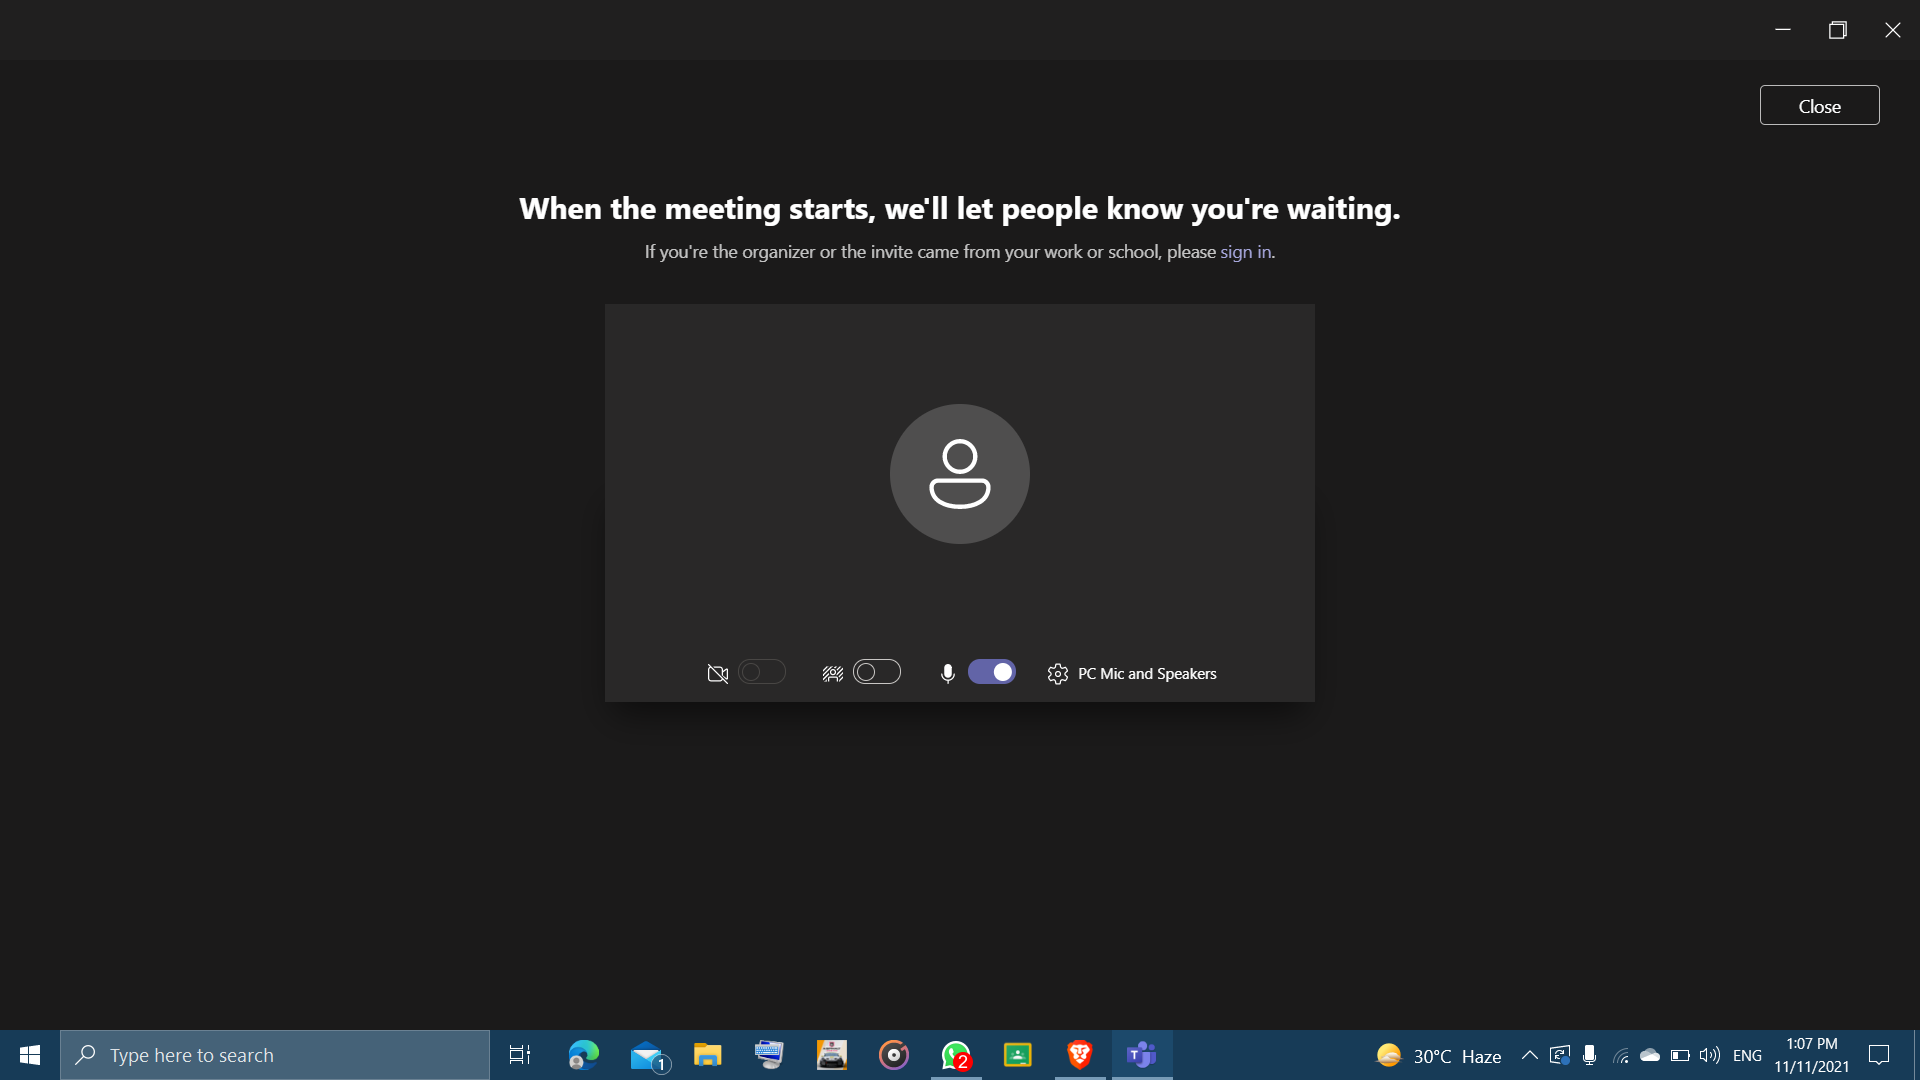 Close
When the meeting starts, we'll let people know you're waiting.
If you're the organizer or the invite came from your work or school, please sign in.
PC Mic and Speakers
Type here to search
1
2
T
30°C Haze
ENG
1:07 PM
11/11/2021